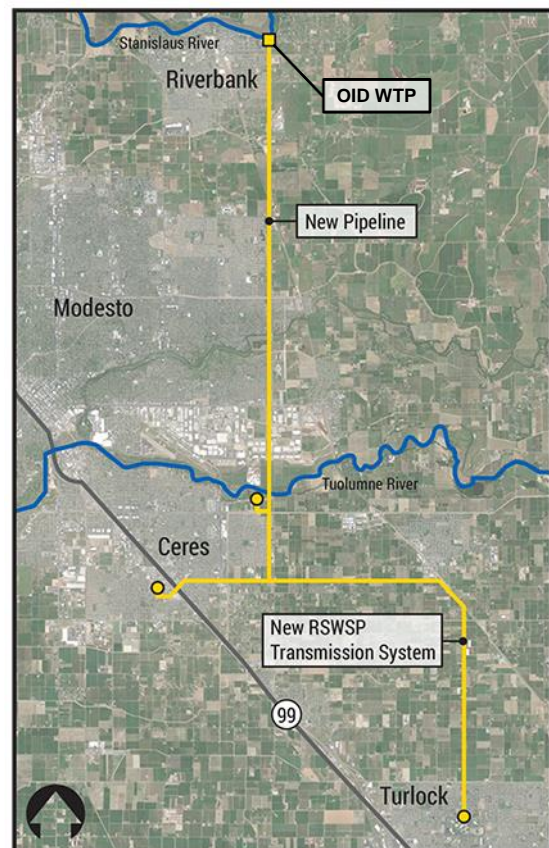 Stanislaus River
Riverbank
OID WTP
New Pipeline
Modesto
Tuolumne River
Ceres
New RSWSP
Transmission System
99
Turlock